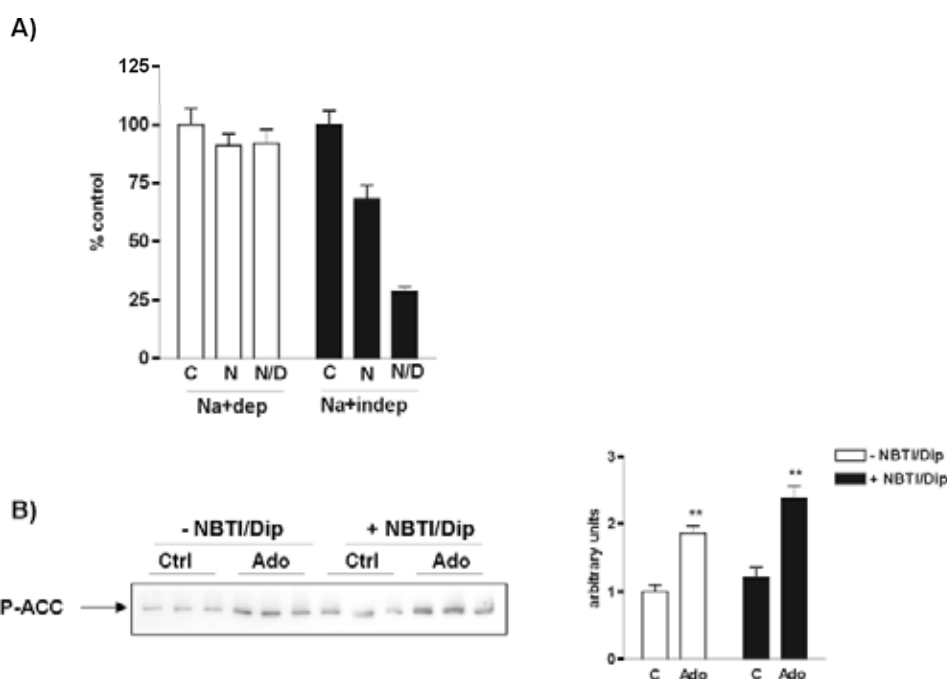 A)
125
100
75
50
25
0
% control
C N N/D C N N/D
Na+dep Na+indep
B)
- NBTI/Dip + NBTI/Dip
Ctrl Ado Ctrl Ado
P-ACC
- NBTI/Dip
+ NBTI/Dip
3
2
1
0
arbitrary units
** **
C Ado C Ado